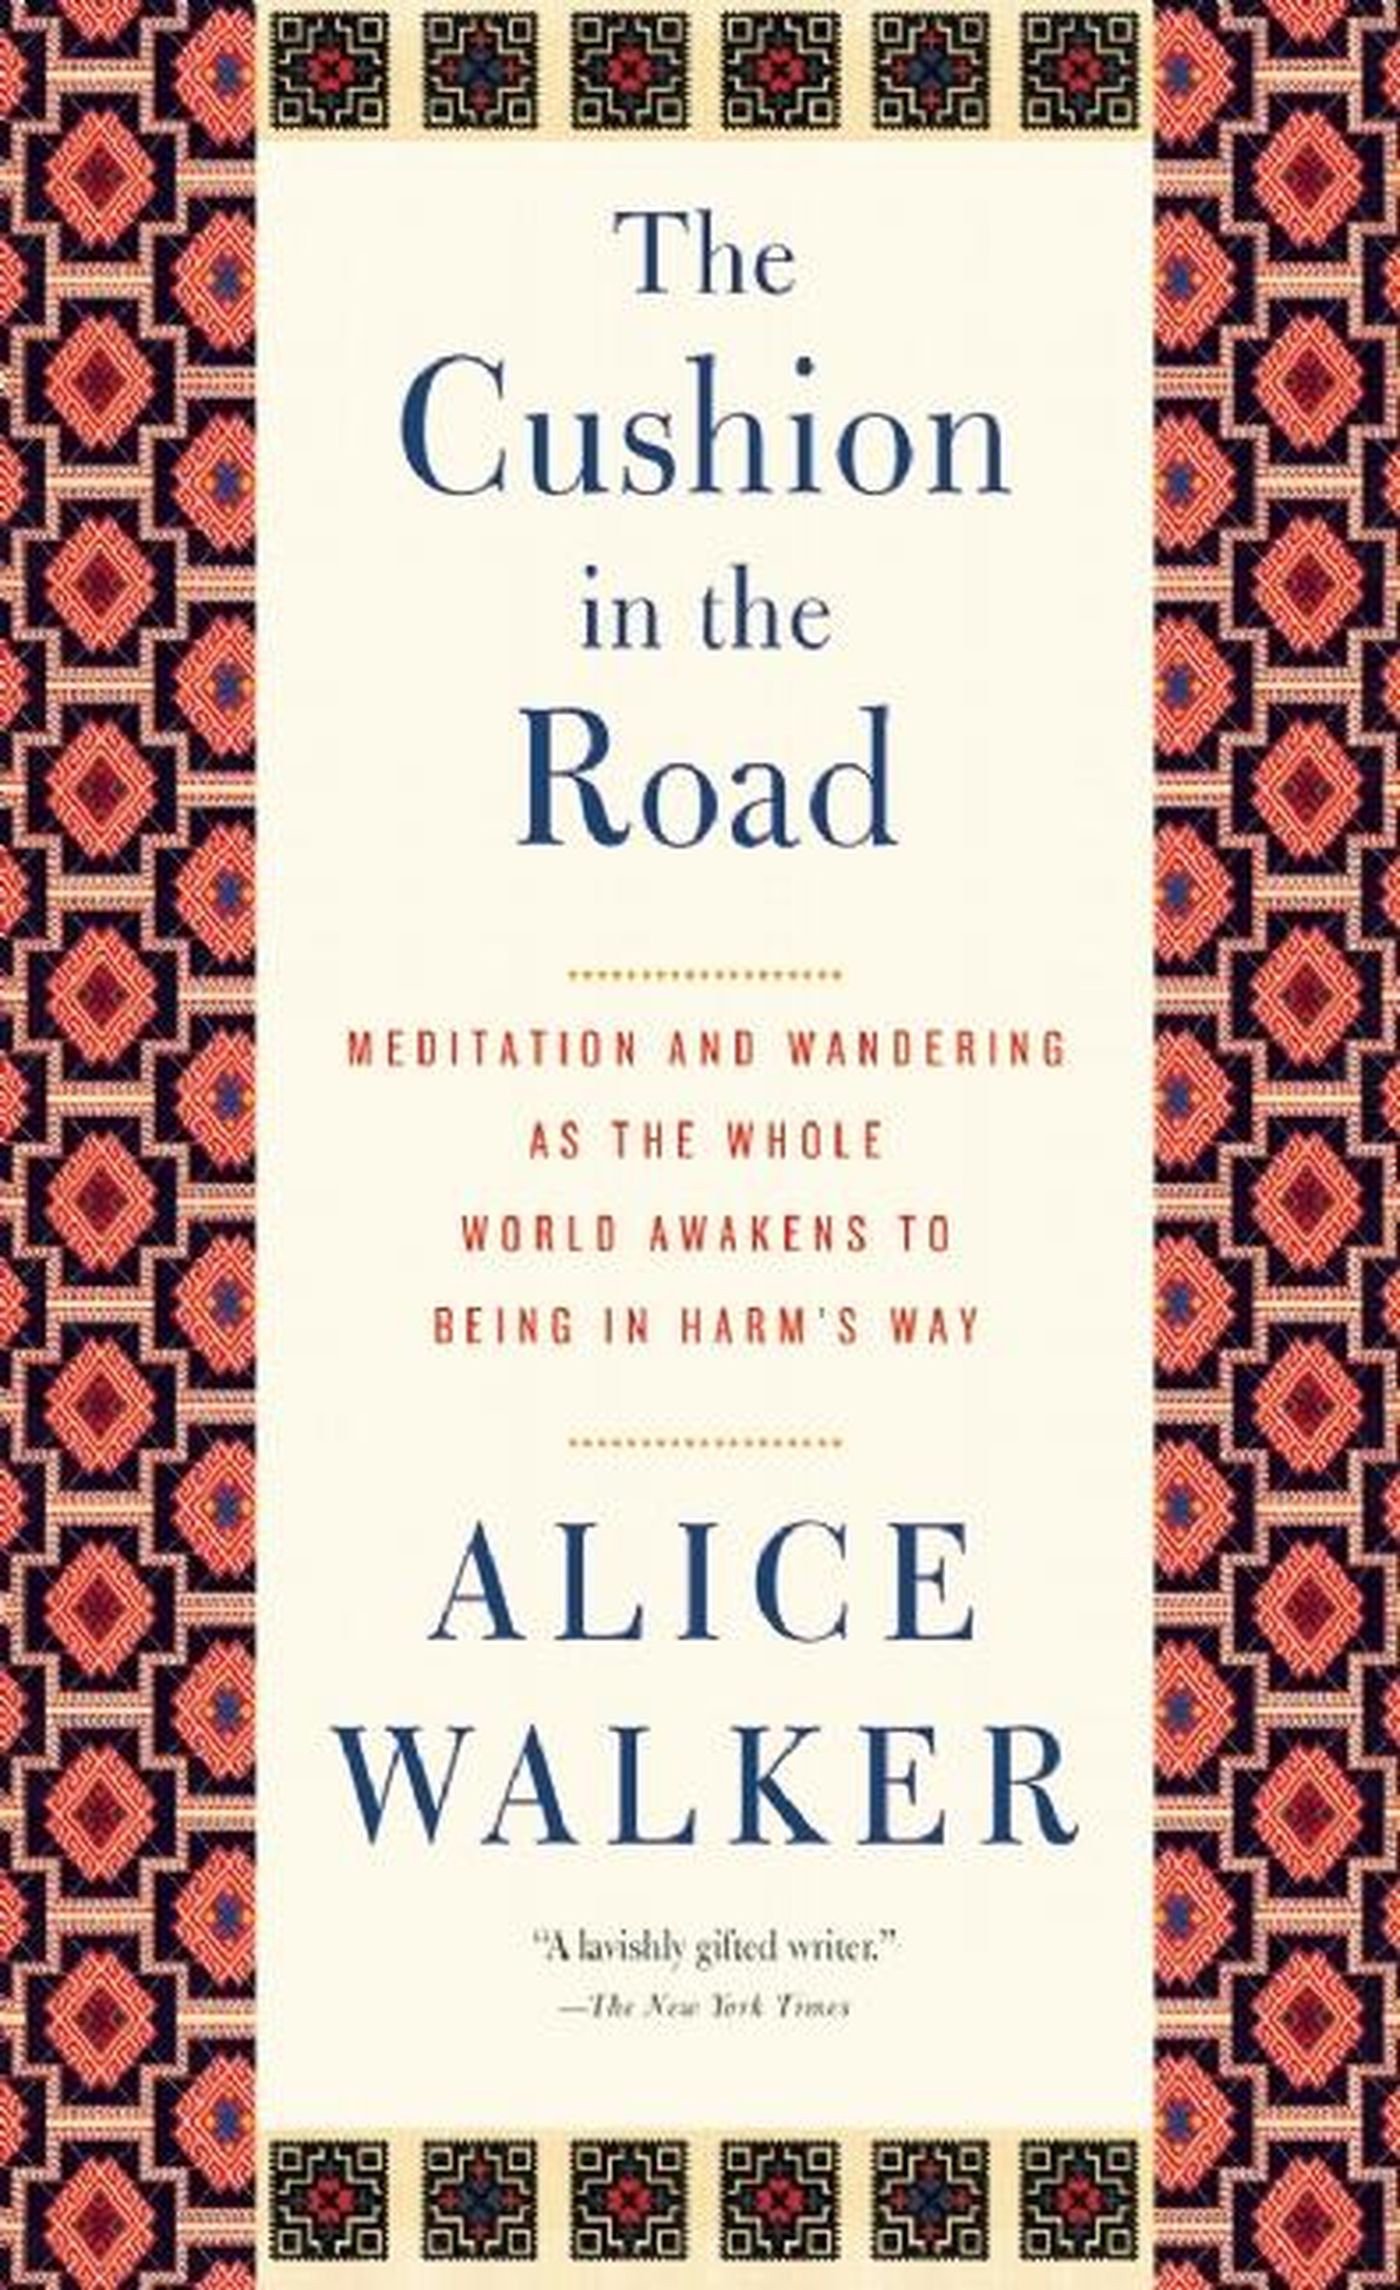 The
Cushion
in the
Road
MEDITATION AND WANDERING
AS THE WHOLE
WORLD AWAKENS TO
BEING IN HARM'S WAY
ALICE
WALKER
“A lavishly gifted writer.”
—The New York Times